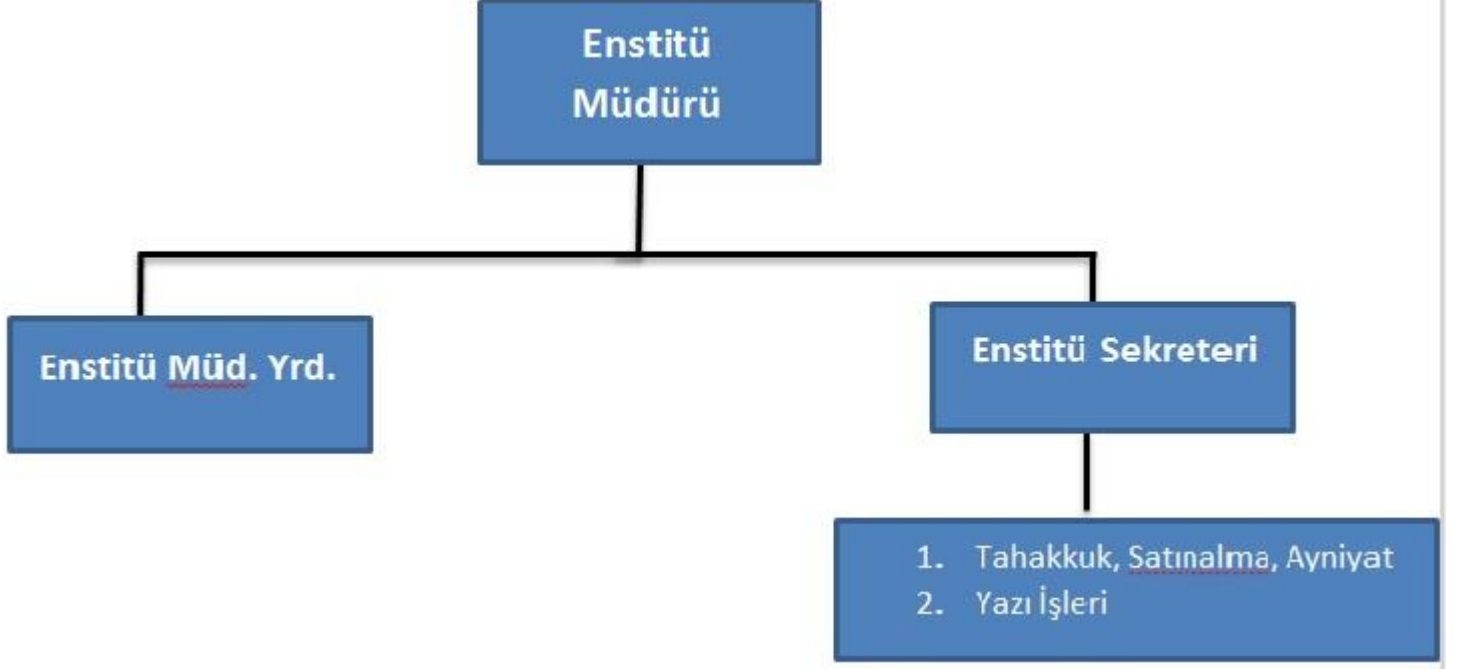 Enstitü
Müdürü
Enstitü Müd. Yrd.
Enstitü Sekreteri
1. Tahakkuk, Satınalma, Ayniyat
2. Yazı İşleri